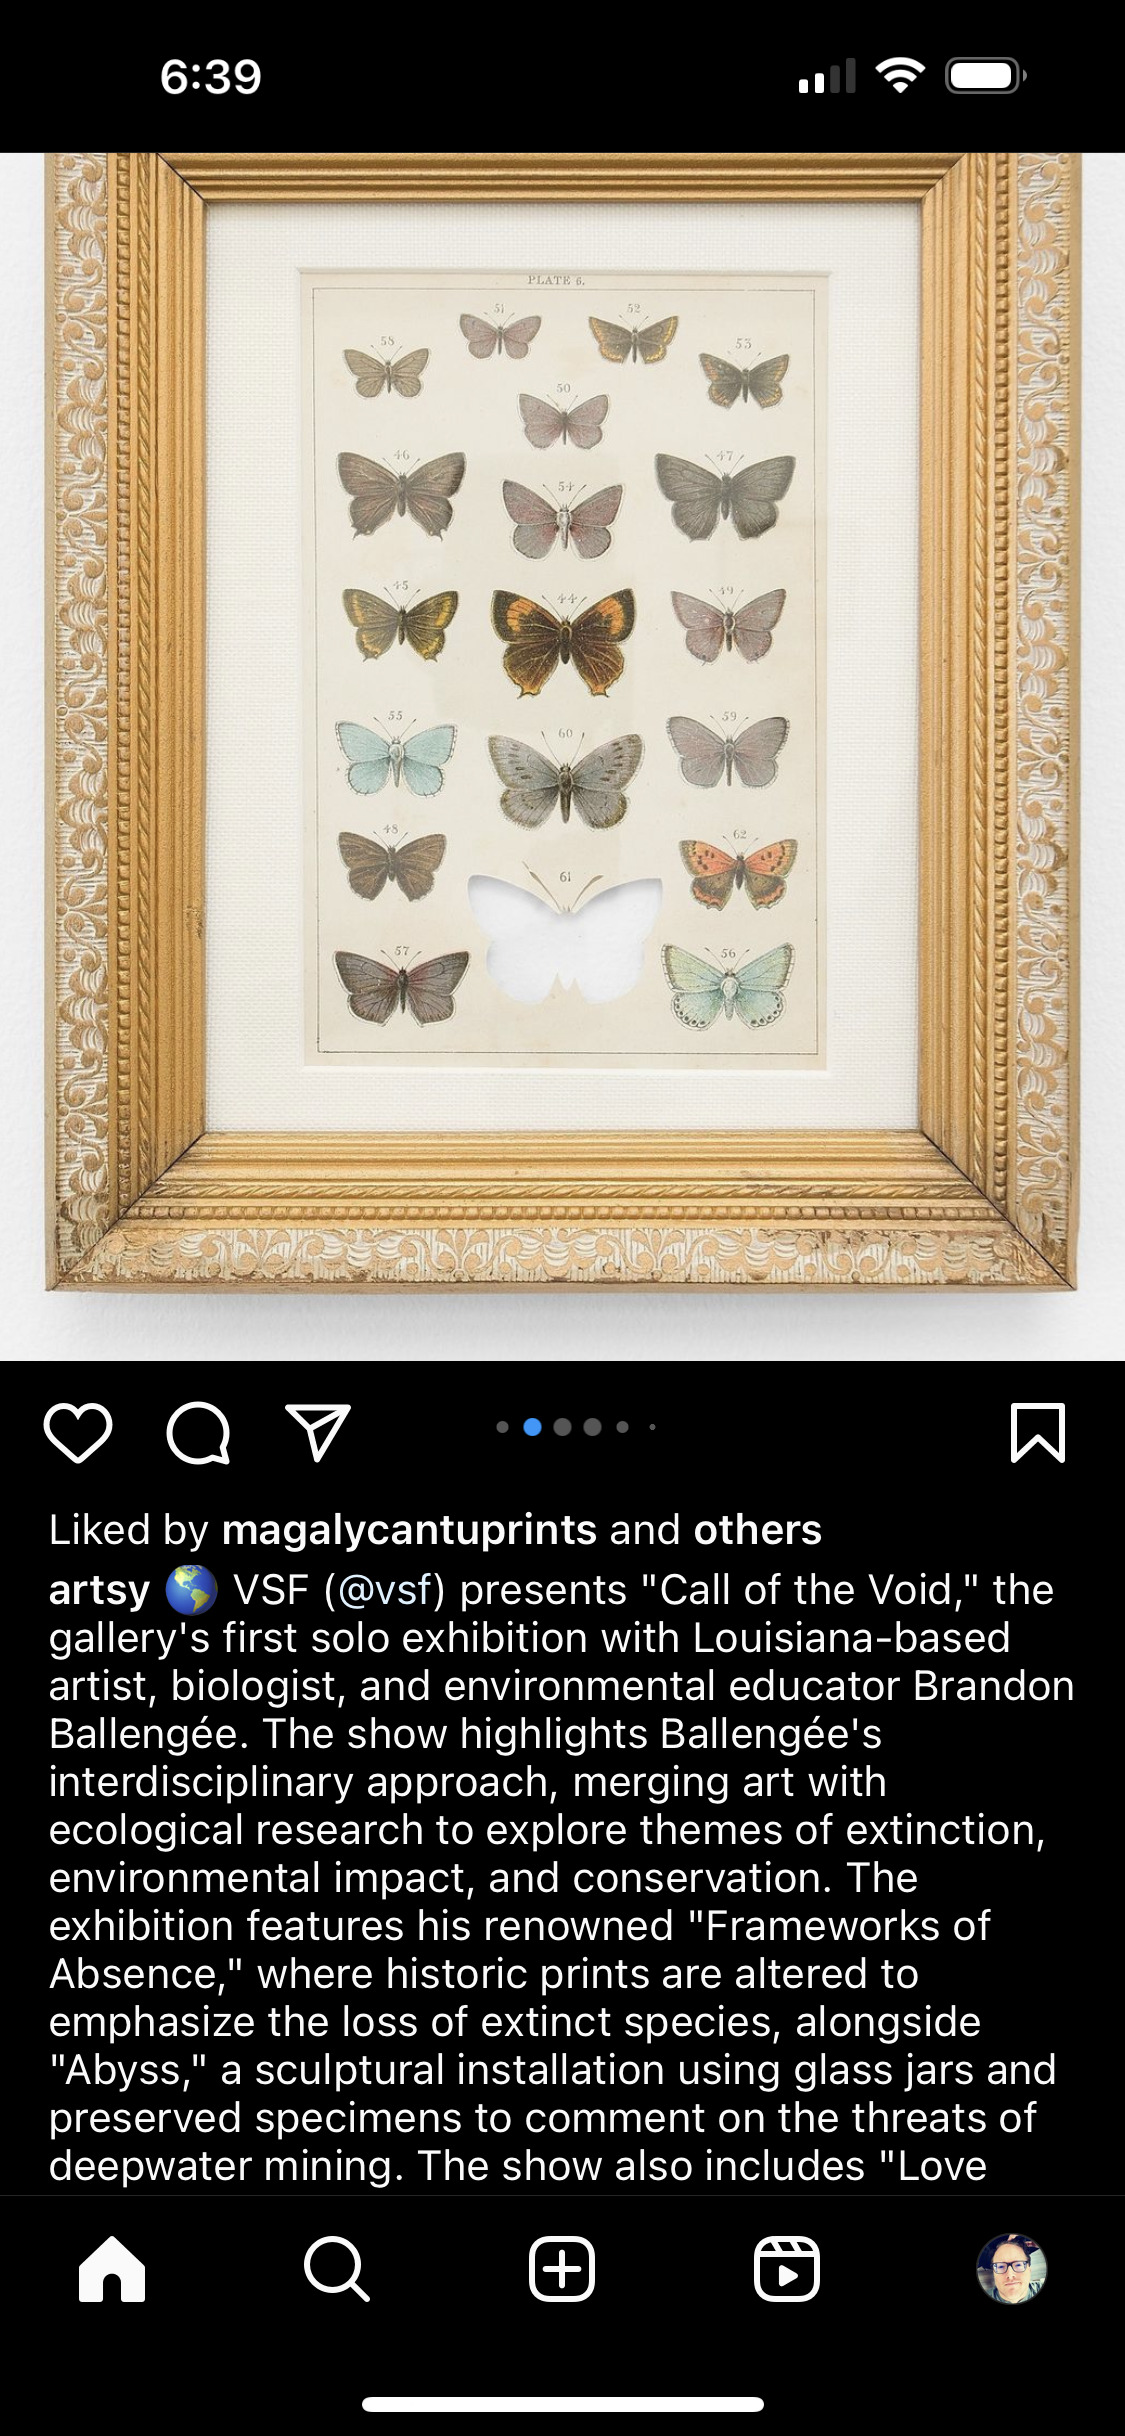 6:39
PLATE 6.
51
52
58
53
50
46
54
47
45
44
49
55
60
59
48
62
61
57
56
Liked by magalycantuprints and others
artsy 🌎 VSF (@vsf) presents "Call of the Void," the
gallery's first solo exhibition with Louisiana-based
artist, biologist, and environmental educator Brandon
Ballengée. The show highlights Ballengée's
interdisciplinary approach, merging art with
ecological research to explore themes of extinction,
environmental impact, and conservation. The
exhibition features his renowned "Frameworks of
Absence," where historic prints are altered to
emphasize the loss of extinct species, alongside
"Abyss," a sculptural installation using glass jars and
preserved specimens to comment on the threats of
deepwater mining. The show also includes "Love